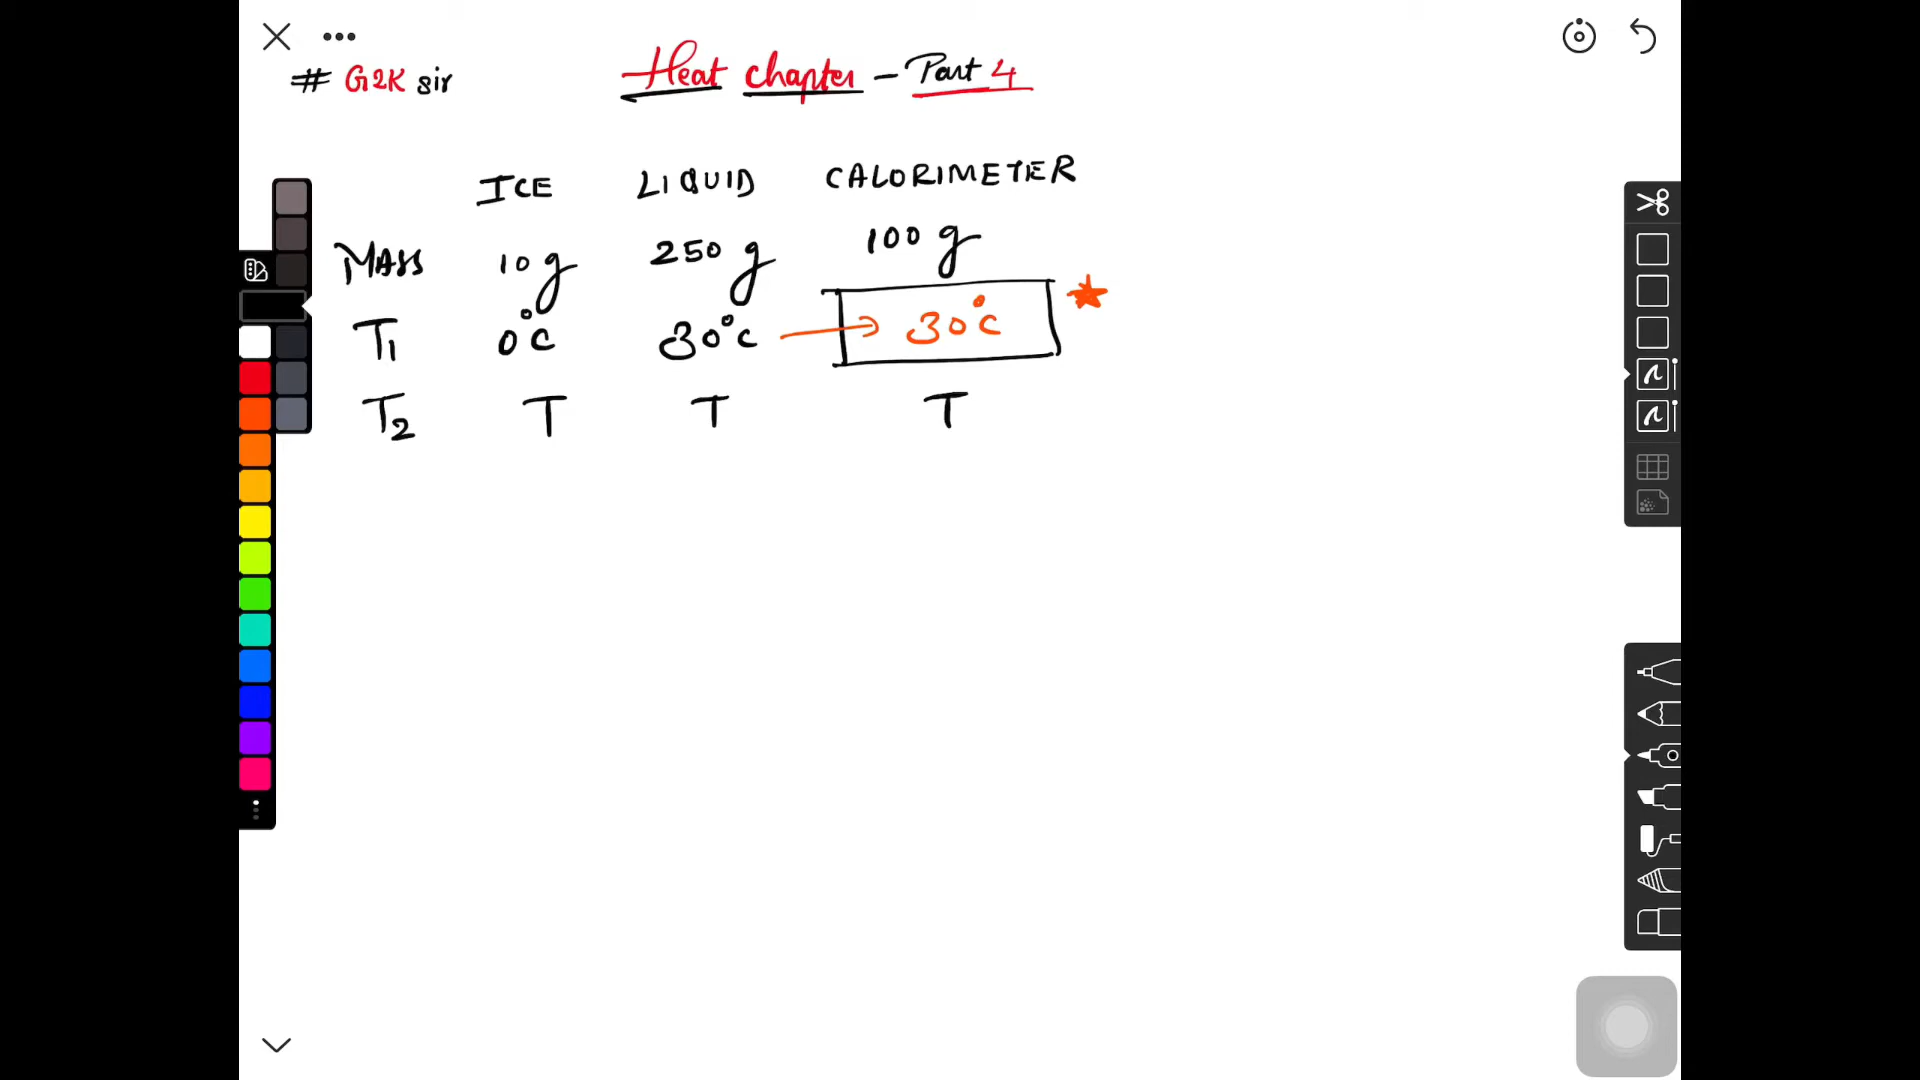 # G2K sir
Heat chapter - Part 4
ICE LIQUID CALORIMETER
MASS 10 g 250 g 100 g
T1 0°C 30°C → 30°C
T2 T T T